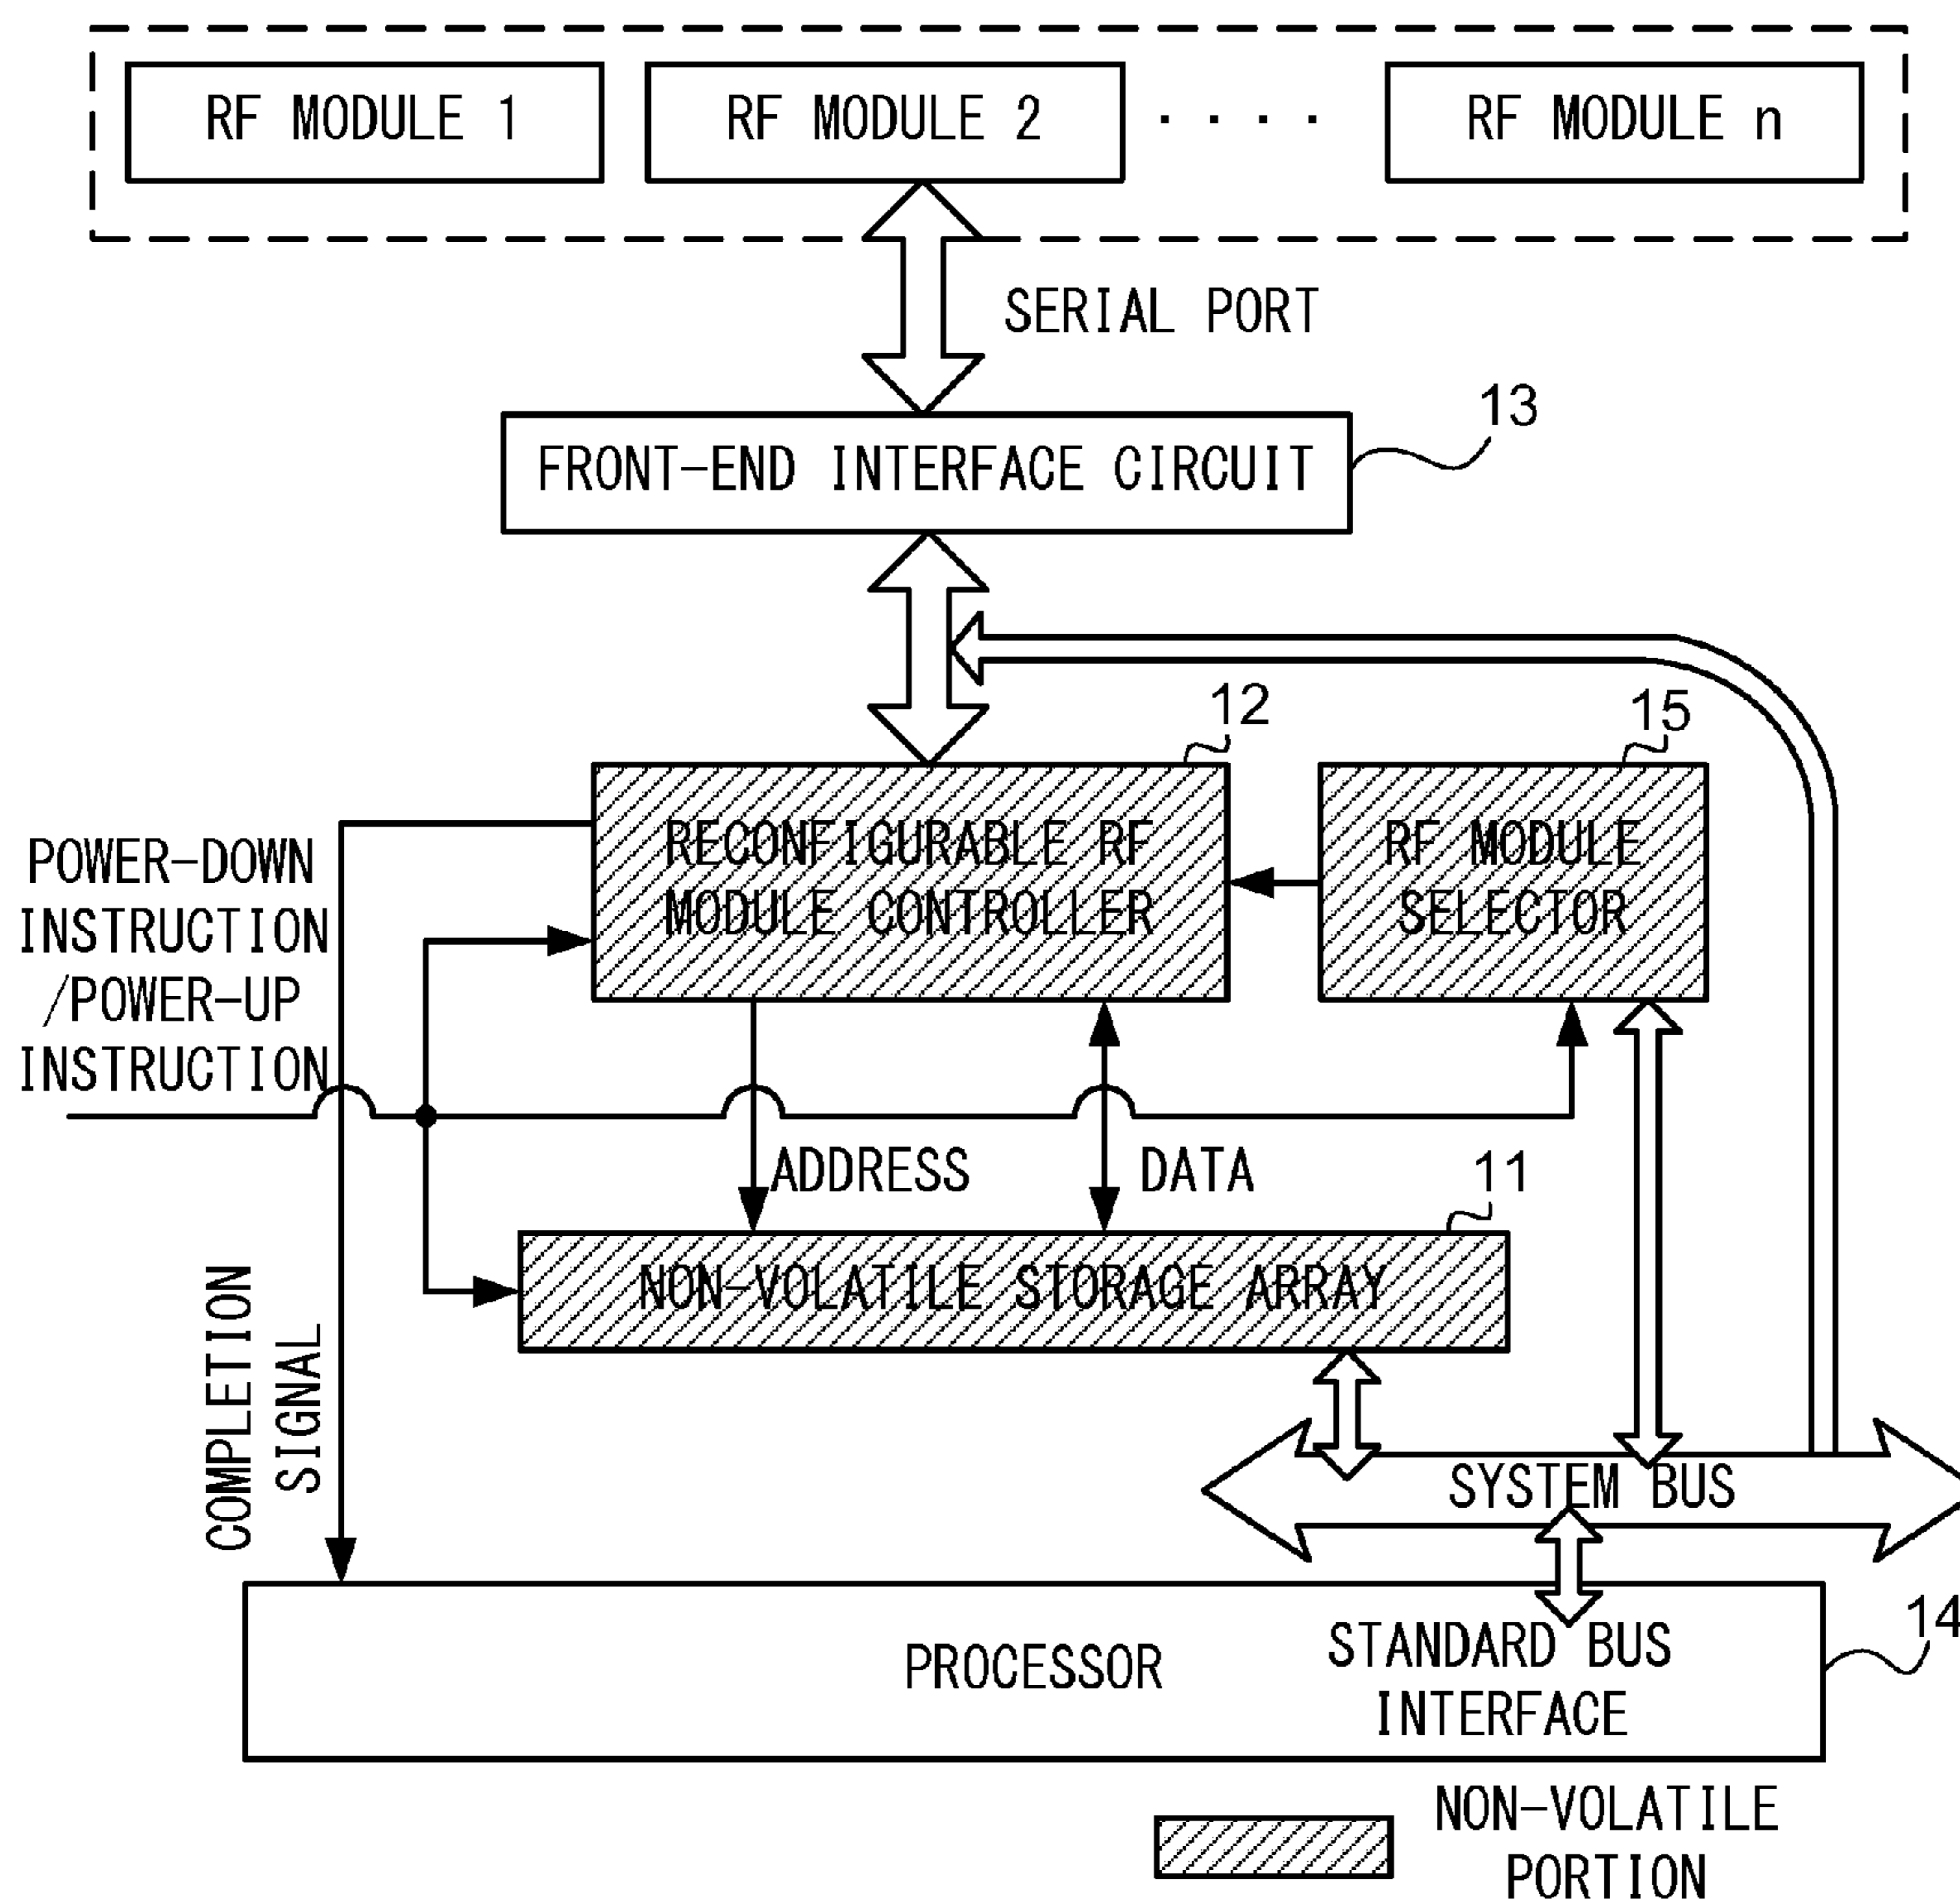 RF MODULE 1
RF MODULE 2
. . . .
RF MODULE n
SERIAL PORT
13
FRONT-END INTERFACE CIRCUIT
12
15
RECONFIGURABLE RF
MODULE CONTROLLER
RF MODULE
SELECTOR
POWER-DOWN
INSTRUCTION
/POWER-UP
INSTRUCTION
ADDRESS
DATA
11
NON-VOLATILE STORAGE ARRAY
COMPLETION
SIGNAL
SYSTEM BUS
14
PROCESSOR
STANDARD BUS
INTERFACE
NON-VOLATILE
PORTION